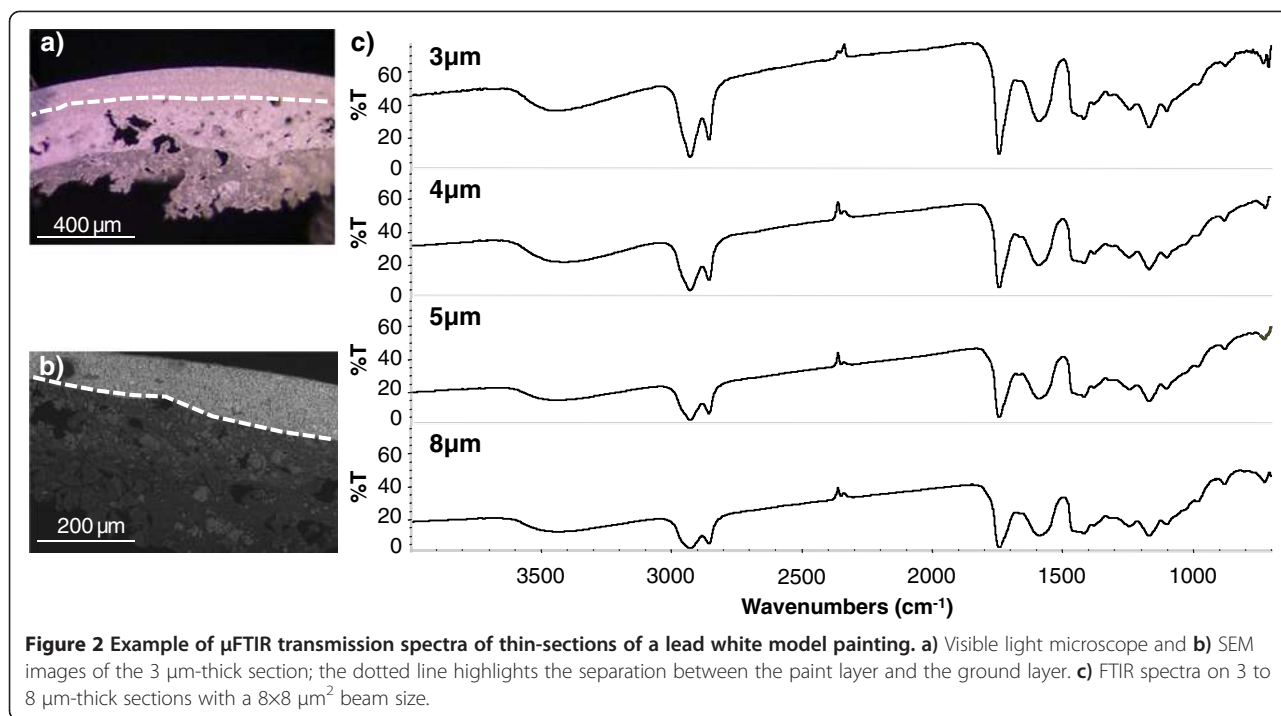 a)
400 µm
b)
200 µm
c)
3µm
%T
60
40
20
0
4µm
%T
60
40
20
0
5µm
%T
60
40
20
0
8µm
%T
60
40
20
0
3500 3000 2500 2000 1500 1000
Wavenumbers (cm-1)
Figure 2 Example of µFTIR transmission spectra of thin-sections of a lead white model painting. a) Visible light microscope and b) SEM
images of the 3 µm-thick section; the dotted line highlights the separation between the paint layer and the ground layer. c) FTIR spectra on 3 to
8 µm-thick sections with a 8×8 µm² beam size.